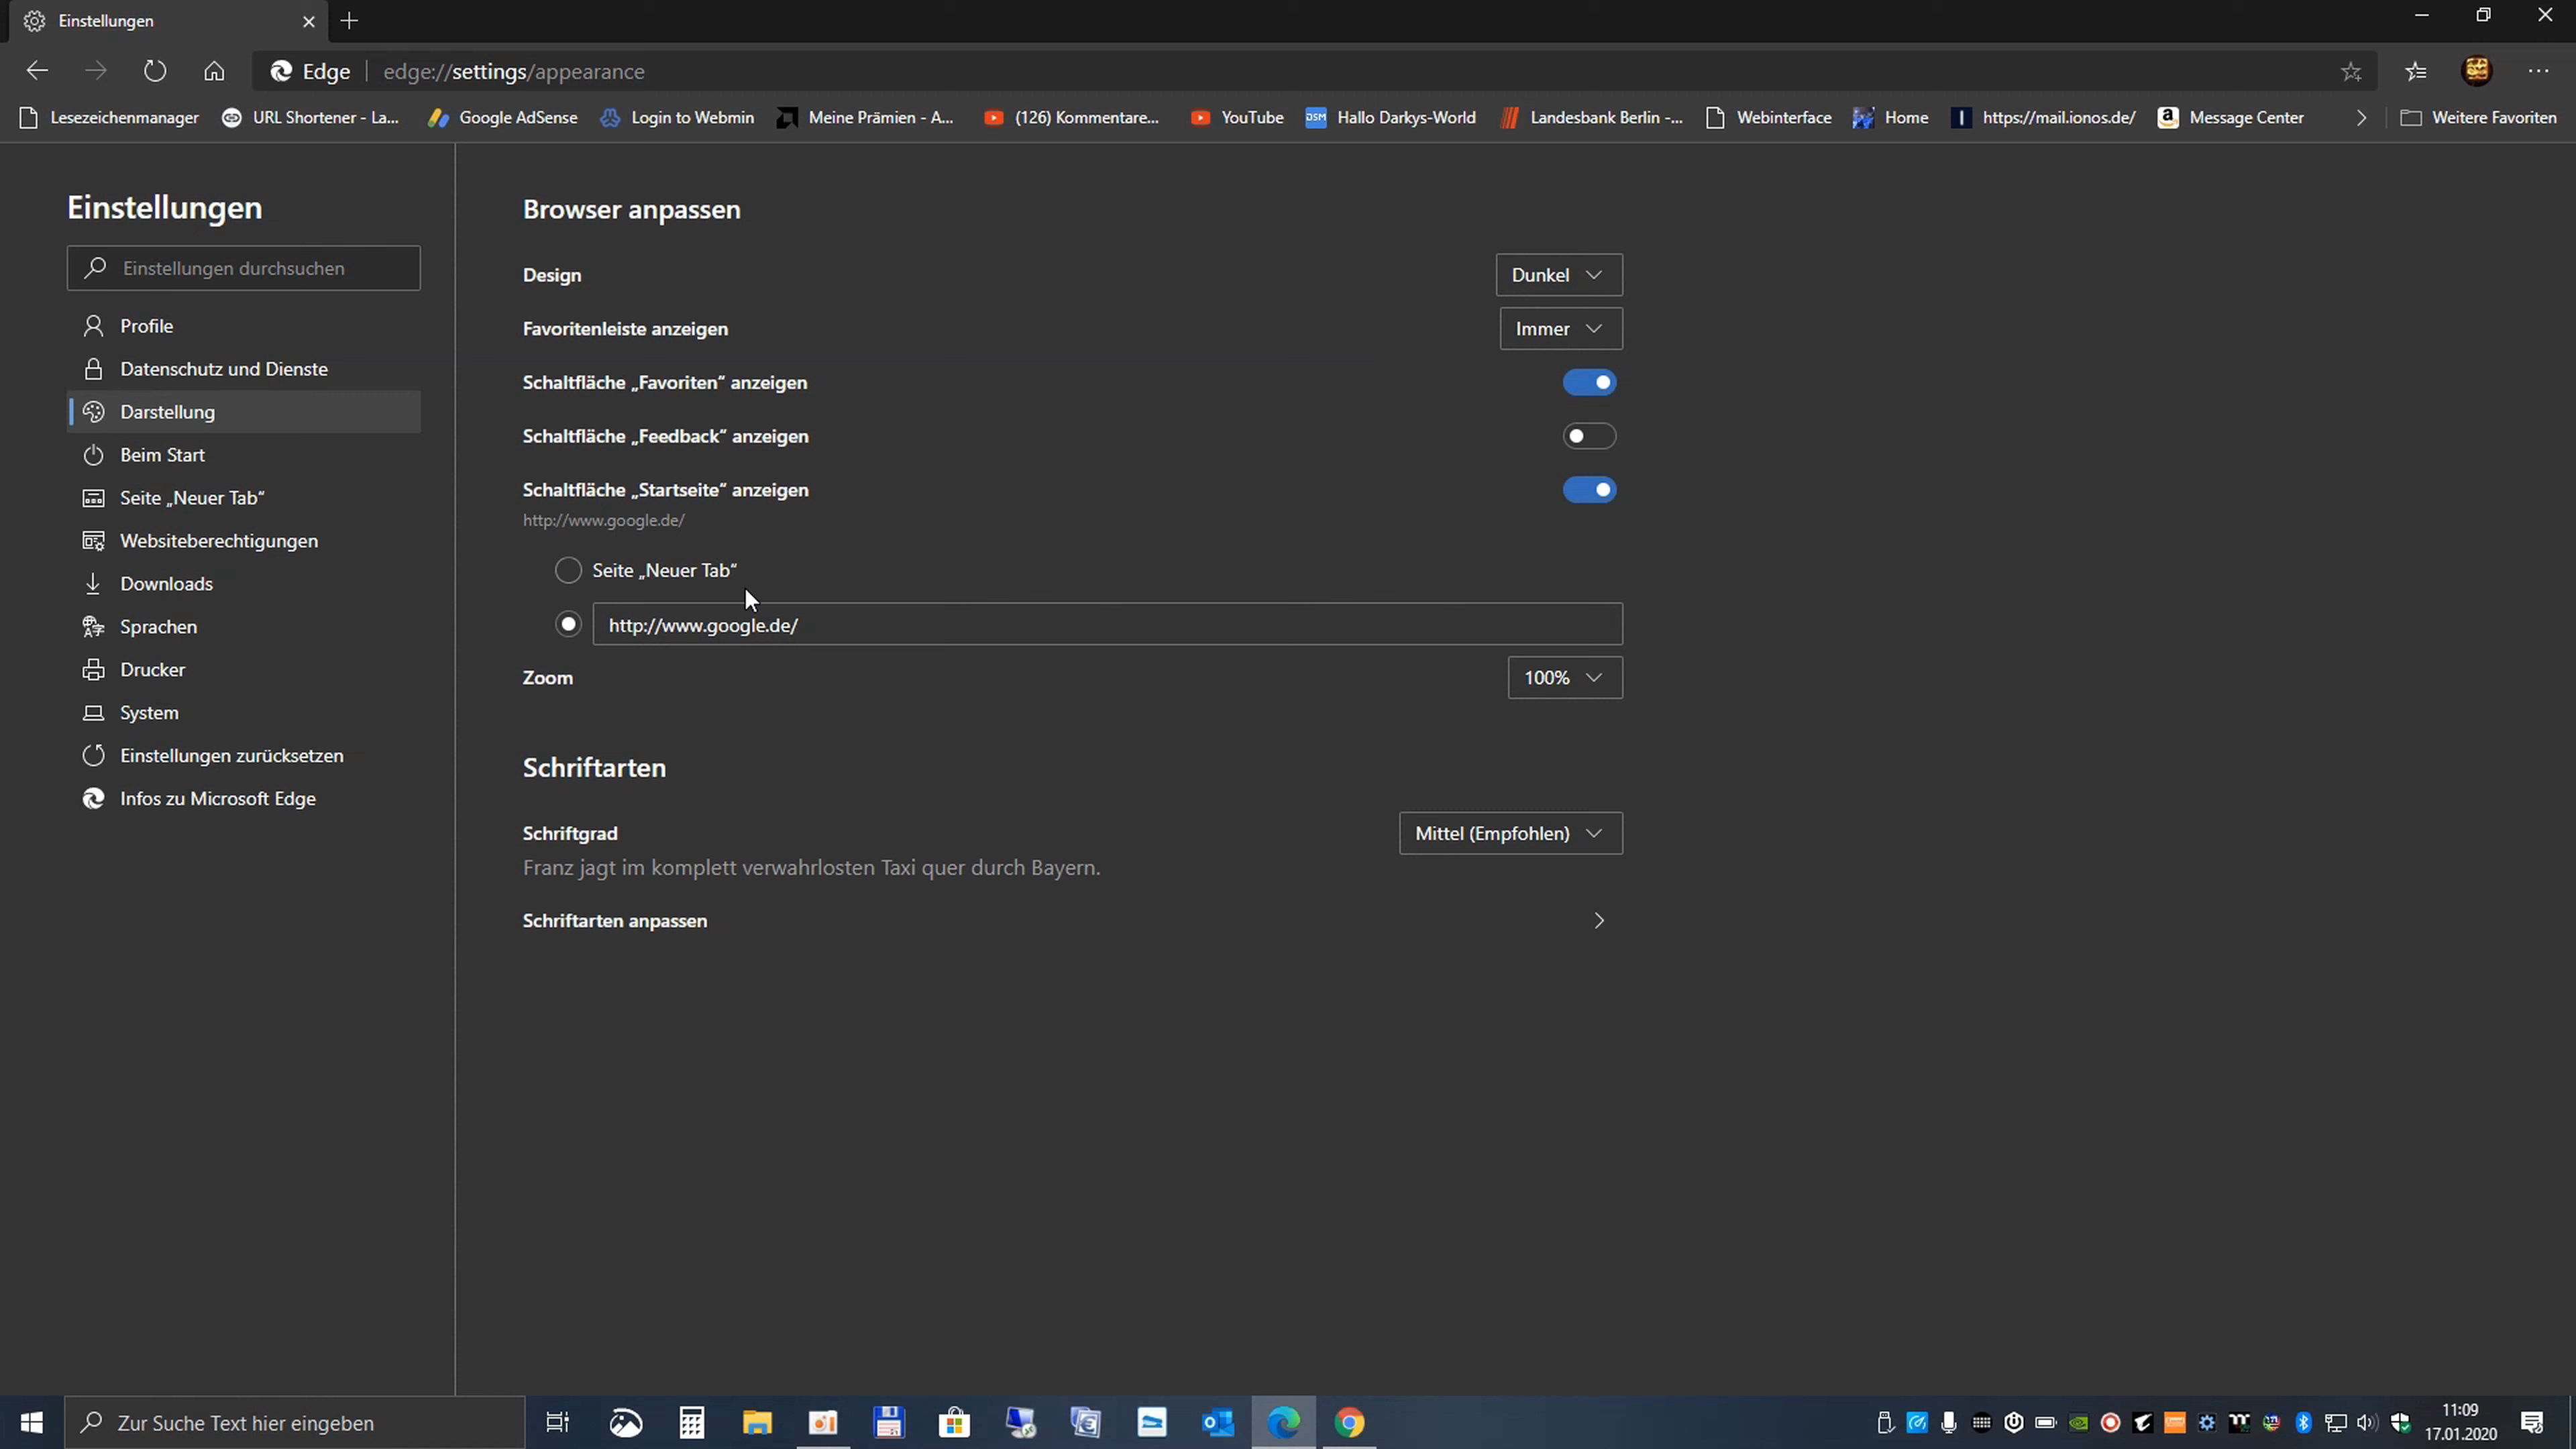 Einstellungen
Edge edge://settings/appearance
Lesezeichenmanager URL Shortener - La... Google AdSense Login to Webmin Meine Prämien - A... (126) Kommentare... YouTube DSM Hallo Darkys-World Landesbank Berlin -... Webinterface Home https://mail.ionos.de/ Message Center Weitere Favoriten
Einstellungen
Einstellungen durchsuchen
Profile
Datenschutz und Dienste
Darstellung
Beim Start
Seite „Neuer Tab“
Websiteberechtigungen
Downloads
Sprachen
Drucker
System
Einstellungen zurücksetzen
Infos zu Microsoft Edge
Browser anpassen
Design Dunkel
Favoritenleiste anzeigen Immer
Schaltfläche „Favoriten“ anzeigen
Schaltfläche „Feedback“ anzeigen
Schaltfläche „Startseite“ anzeigen
http://www.google.de/
Seite „Neuer Tab“
http://www.google.de/
Zoom 100%
Schriftarten
Schriftgrad Mittel (Empfohlen)
Franz jagt im komplett verwahrlosten Taxi quer durch Bayern.
Schriftarten anpassen
Zur Suche Text hier eingeben
11:09
17.01.2020